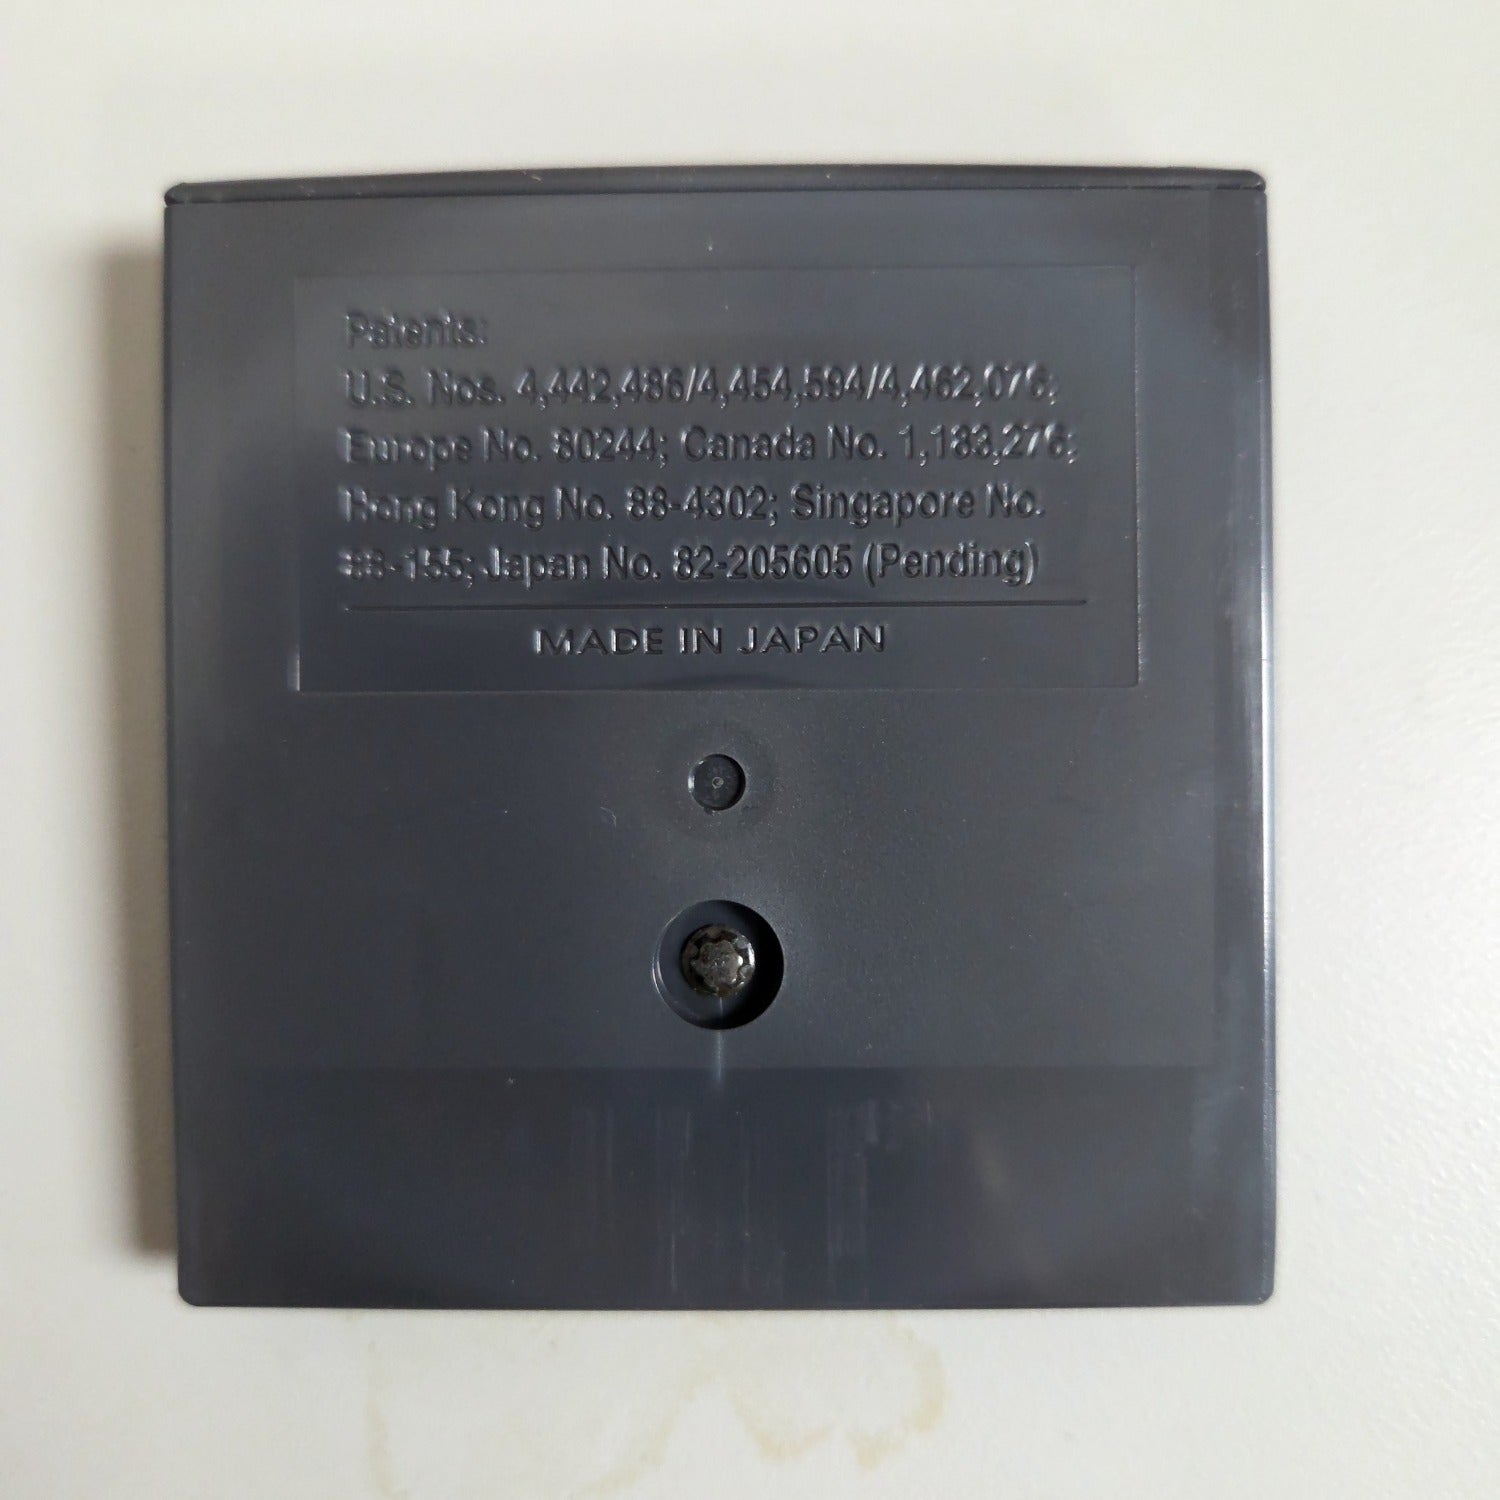 Patents:
U.S. Nos. 4,442,486/4,454,594/4,462,076;
Europe No. 80244; Canada No. 1,183,276;
Hong Kong No. 88-4302; Singapore No.
88-155; Japan No. 82-205605 (Pending)
MADE IN JAPAN